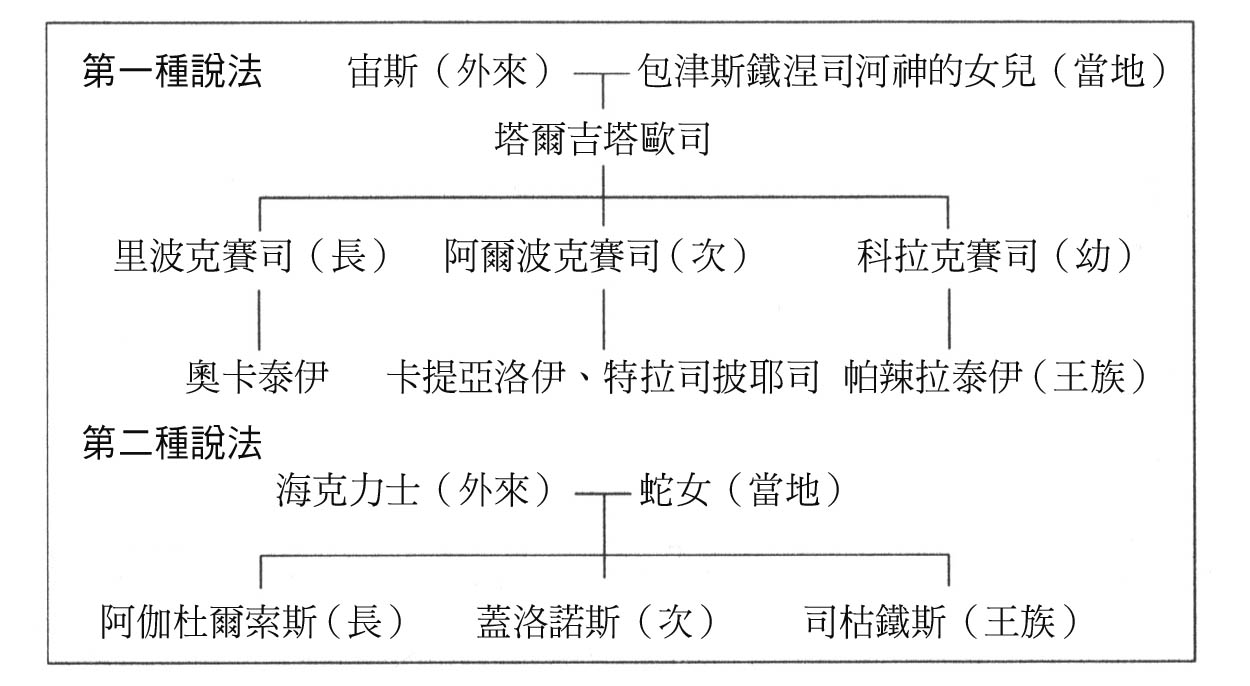 第一種說法 宙斯（外來） 包津斯鐵涅司河神的女兒（當地）
塔爾吉塔歐司
里波克賽司（長） 阿爾波克賽司（次） 科拉克賽司（幼）
奧卡泰伊 卡提亞洛伊、特拉司披耶司 帕辣拉泰伊（王族）
第二種說法
海克力士（外來） 蛇女（當地）
阿伽杜爾索斯（長） 蓋洛諾斯（次） 司枯鐵斯（王族）